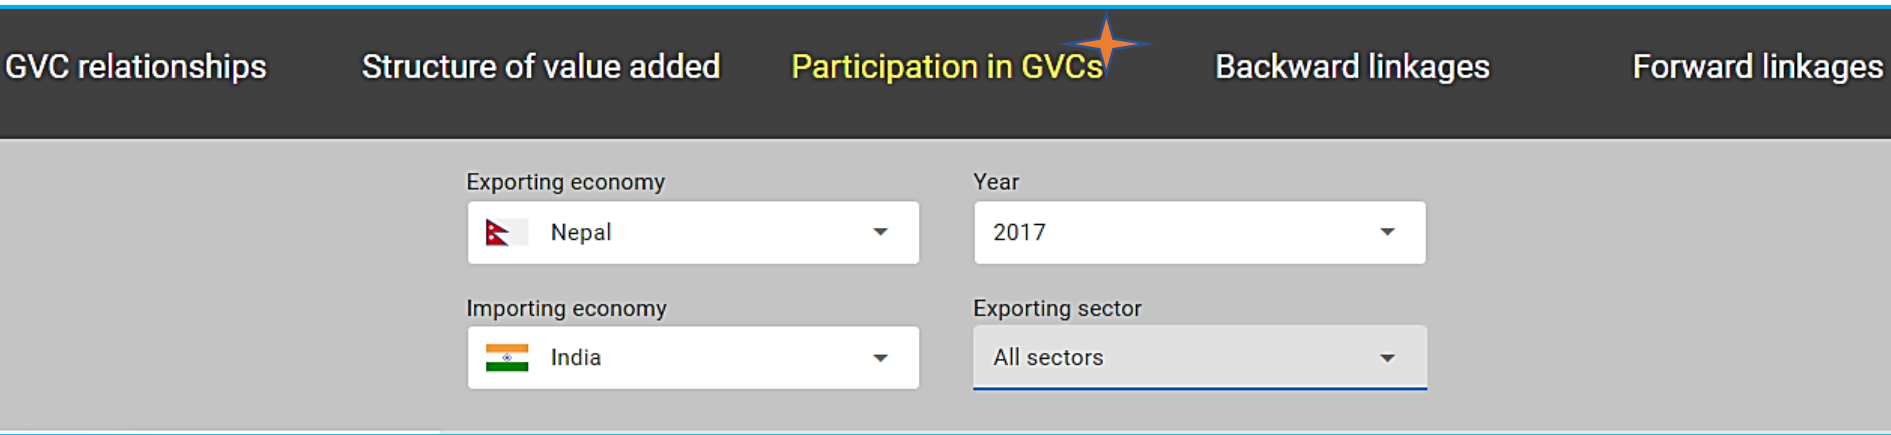 GVC relationships Structure of value added Participation in GVCs Backward linkages Forward linkages
Exporting economy Year
Nepal 2017
Importing economy Exporting sector
India All sectors